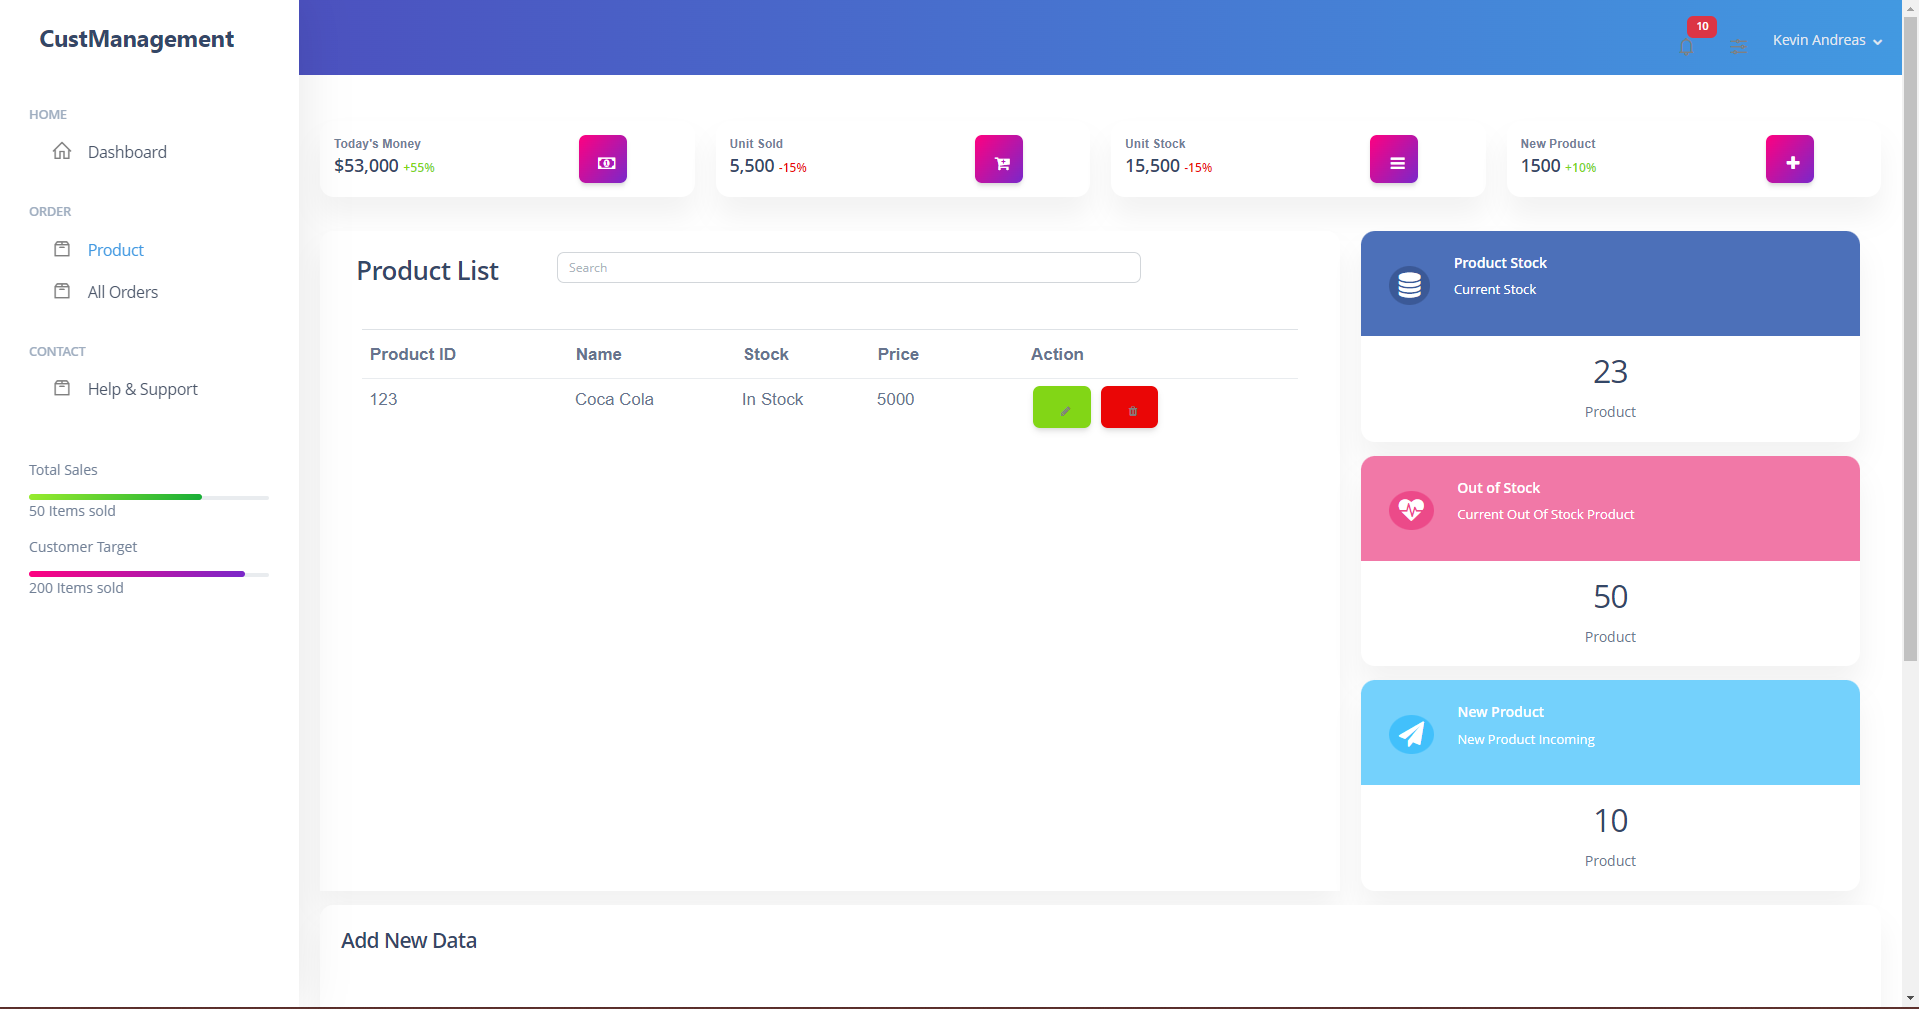 CustManagement
10
Kevin Andreas
HOME
Dashboard
ORDER
Product
All Orders
CONTACT
Help & Support
Total Sales
50 Items sold
Customer Target
200 Items sold
Today's Money
$53,000 +55%
Unit Sold
5,500 -15%
Unit Stock
15,500 -15%
New Product
1500 +10%
Product List
Search
Product ID Name Stock Price Action
123 Coca Cola In Stock 5000
Product Stock
Current Stock
23
Product
Out of Stock
Current Out Of Stock Product
50
Product
New Product
New Product Incoming
10
Product
Add New Data